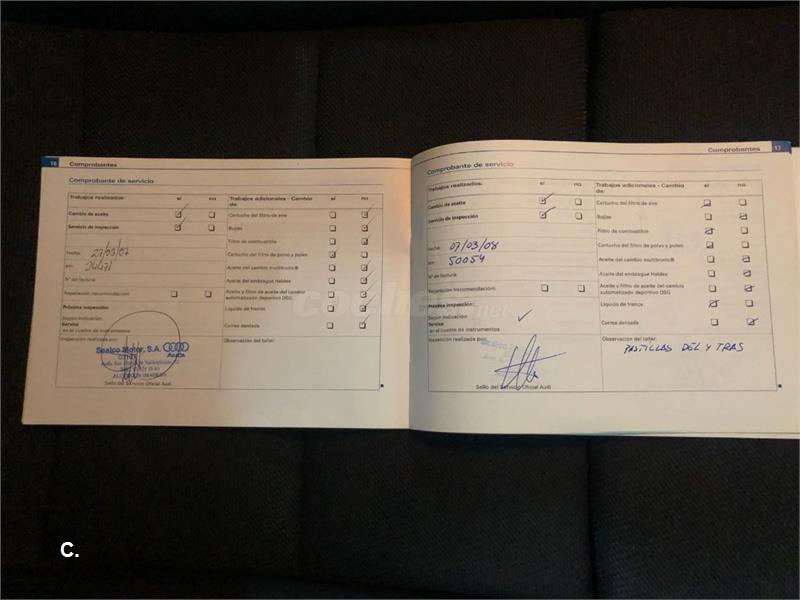 16 Comprobantes
Comprobante de servicio
Trabajos realizados: sí no
Cambio de aceite
Servicio de inspección
Fecha: 27/03/07
km:
Nº de factura:
Reparación (recomendación):
Próxima inspección:
Según indicación
Servicio
en el cuadro de instrumentos
Inspección realizada por:
Sealco Motor, S.A.
Audi
Sello del Servicio Oficial Audi
Trabajos adicionales - Cambio de: sí no
Cartucho del filtro de aire
Bujías
Filtro de combustible
Cartucho del filtro de polvo y polen
Aceite del cambio multitronic®
Aceite del embrague Haldex
Aceite y filtro de aceite del cambio
automatizado deportivo DSG
Líquido de frenos
Correa dentada
Observación del taller:
Comprobantes 17
Comprobante de servicio
Trabajos realizados: sí no
Cambio de aceite
Servicio de inspección
Fecha: 07/03/08
km: 50054
Nº de factura:
Reparación (recomendación):
Próxima inspección:
Según indicación
Servicio
en el cuadro de instrumentos
Inspección realizada por:
Sello del Servicio Oficial Audi
Trabajos adicionales - Cambio de: sí no
Cartucho del filtro de aire
Bujías
Filtro de combustible
Cartucho del filtro de polvo y polen
Aceite del cambio multitronic®
Aceite del embrague Haldex
Aceite y filtro de aceite del cambio
automatizado deportivo DSG
Líquido de frenos
Correa dentada
Observación del taller:
PASTILLAS DEL Y TRAS
coches.net
C.